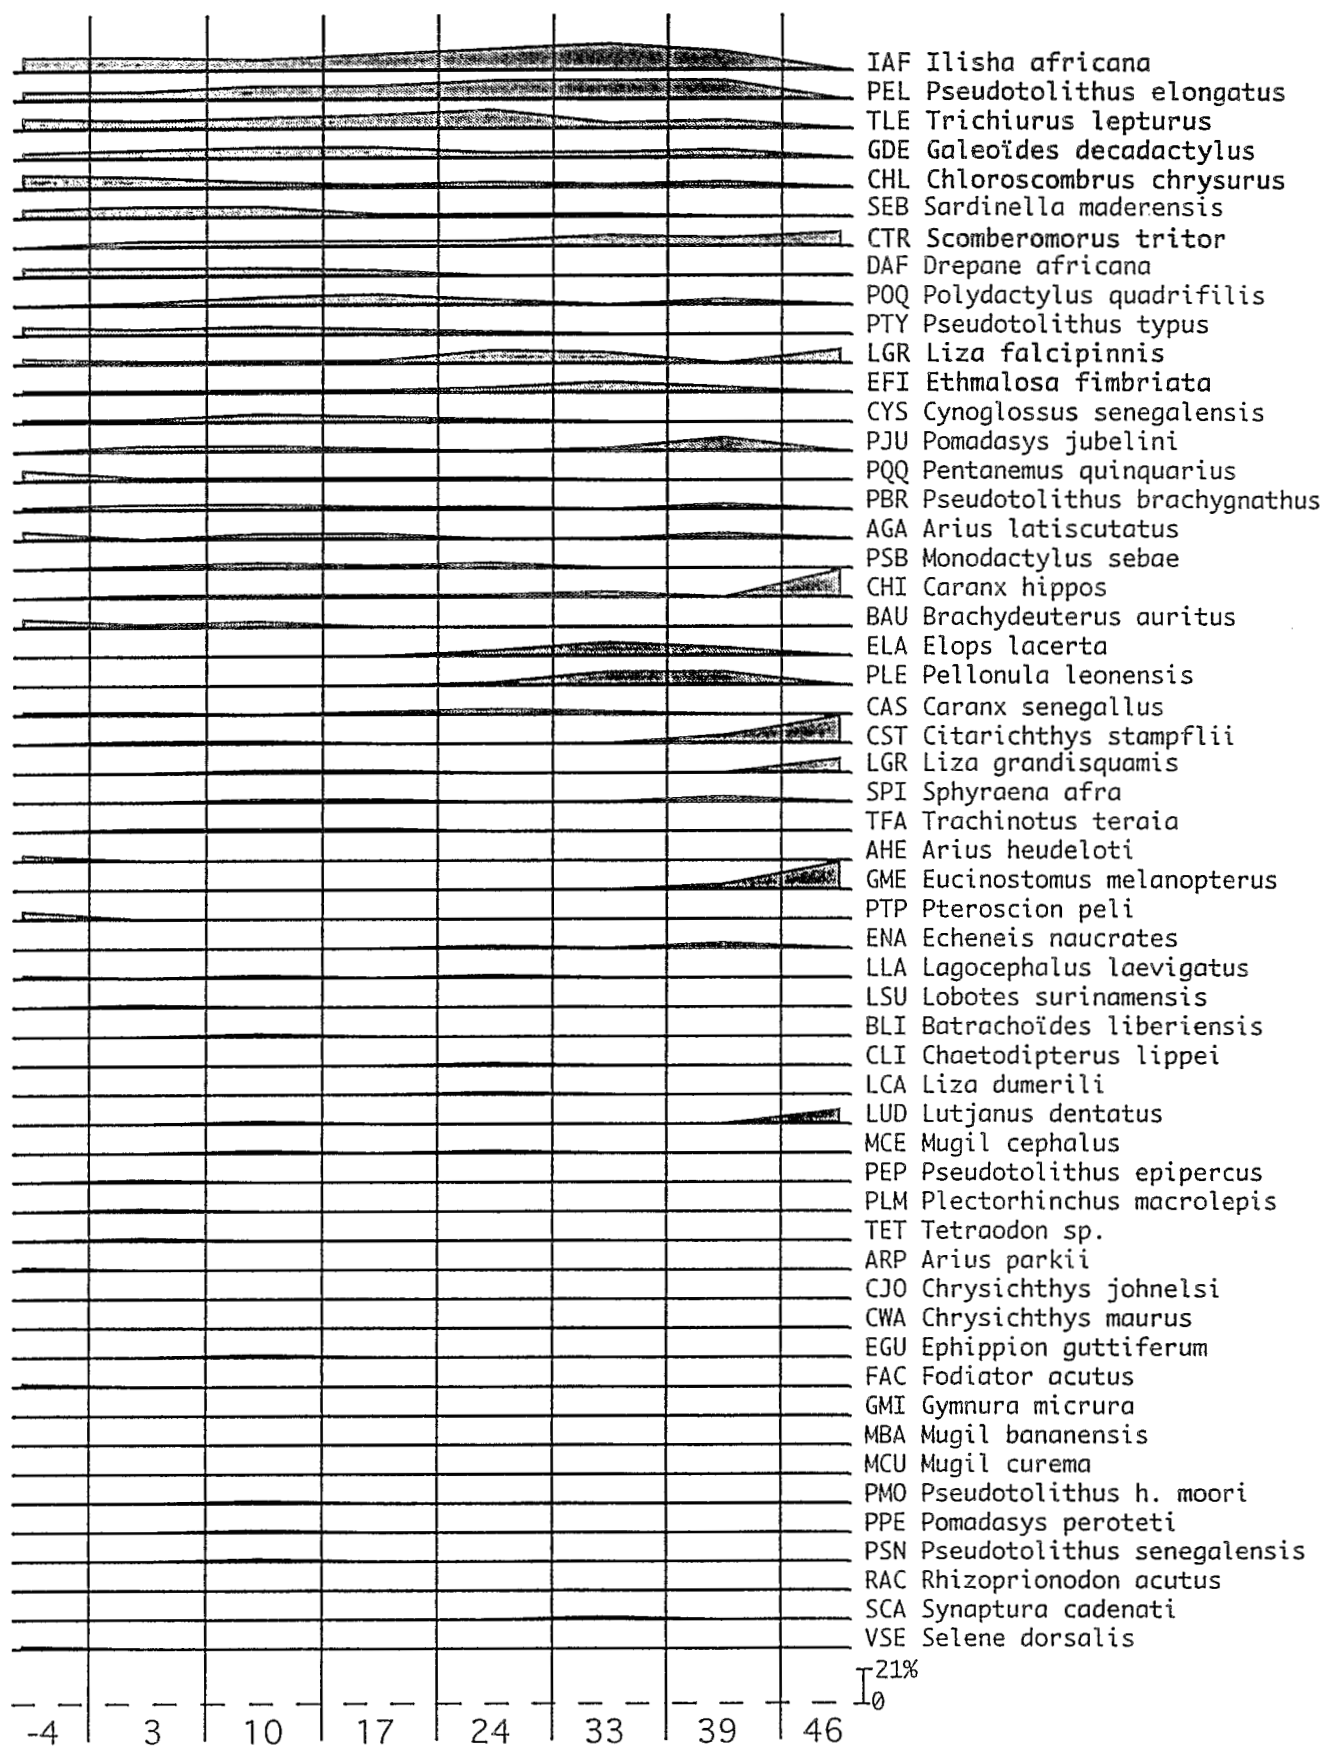 IAF Ilisha africana
PEL Pseudotolithus elongatus
TLE Trichiurus lepturus
GDE Galeoïdes decadactylus
CHL Chloroscombrus chrysurus
SEB Sardinella maderensis
CTR Scomberomorus tritor
DAF Drepane africana
POQ Polydactylus quadrifilis
PTY Pseudotolithus typus
LGR Liza falcipinnis
EFI Ethmalosa fimbriata
CYS Cynoglossus senegalensis
PJU Pomadasys jubelini
PQQ Pentanemus quinquarius
PBR Pseudotolithus brachygnathus
AGA Arius latiscutatus
PSB Monodactylus sebae
CHI Caranx hippos
BAU Brachydeuterus auritus
ELA Elops lacerta
PLE Pellonula leonensis
CAS Caranx senegallus
CST Citarichthys stampflii
LGR Liza grandisquamis
SPI Sphyraena afra
TFA Trachinotus teraia
AHE Arius heudeloti
GME Eucinostomus melanopterus
PTP Pteroscion peli
ENA Echeneis naucrates
LLA Lagocephalus laevigatus
LSU Lobotes surinamensis
BLI Batrachoïdes liberiensis
CLI Chaetodipterus lippei
LCA Liza dumerili
LUD Lutjanus dentatus
MCE Mugil cephalus
PEP Pseudotolithus epipercus
PLM Plectorhinchus macrolepis
TET Tetraodon sp.
ARP Arius parkii
CJO Chrysichthys johnelsi
CWA Chrysichthys maurus
EGU Ephippion guttiferum
FAC Fodiator acutus
GMI Gymnura micrura
MBA Mugil bananensis
MCU Mugil curema
PMO Pseudotolithus h. moori
PPE Pomadasys peroteti
PSN Pseudotolithus senegalensis
RAC Rhizoprionodon acutus
SCA Synaptura cadenati
VSE Selene dorsalis
21%
0
-4 3 10 17 24 33 39 46